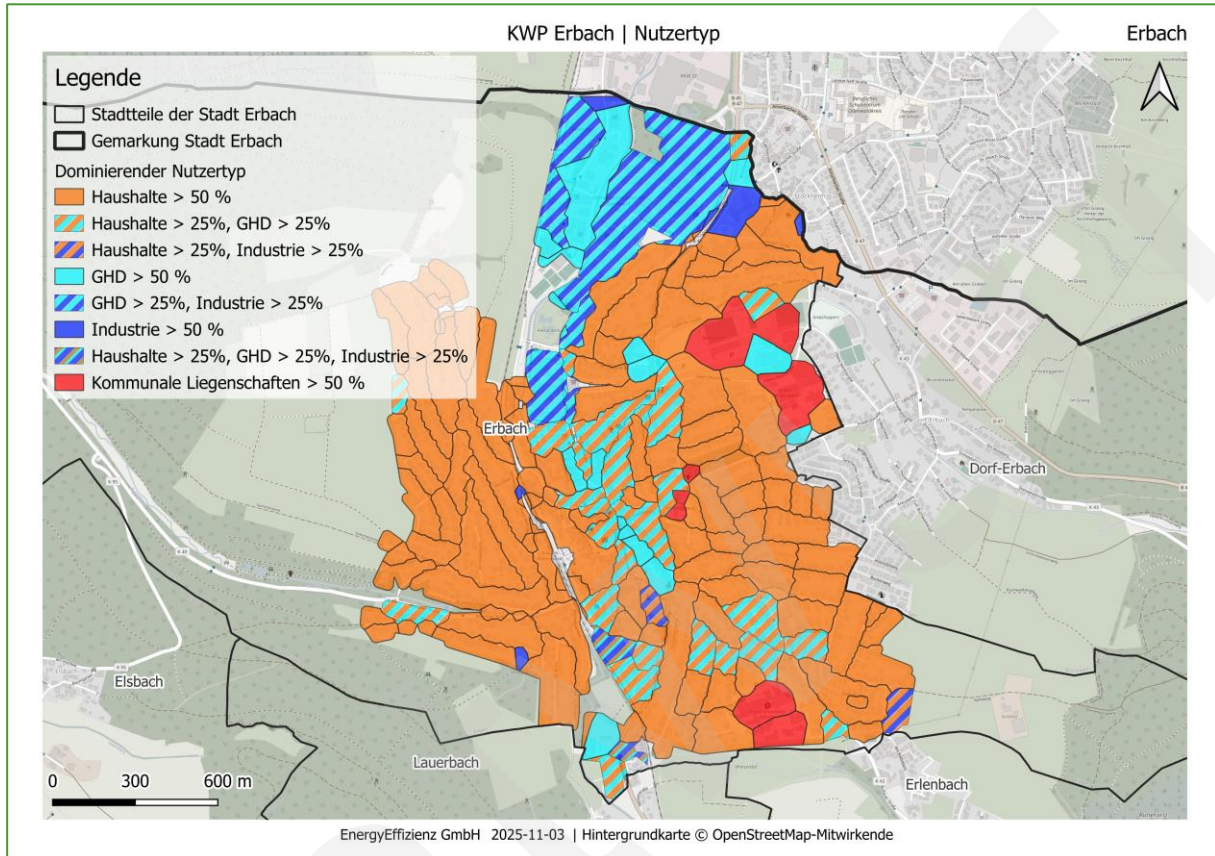 KWP Erbach | Nutzertyp
Erbach
Legende
Stadtteile der Stadt Erbach
Gemarkung Stadt Erbach
Dominierender Nutzertyp
Haushalte > 50 %
Haushalte > 25%, GHD > 25%
Haushalte > 25%, Industrie > 25%
GHD > 50 %
GHD > 25%, Industrie > 25%
Industrie > 50 %
Haushalte > 25%, GHD > 25%, Industrie > 25%
Kommunale Liegenschaften > 50 %
Erbach
Dorf-Erbach
Elsbach
Lauerbach
Erlenbach
0 300 600 m
EnergyEffizienz GmbH 2025-11-03 | Hintergrundkarte © OpenStreetMap-Mitwirkende